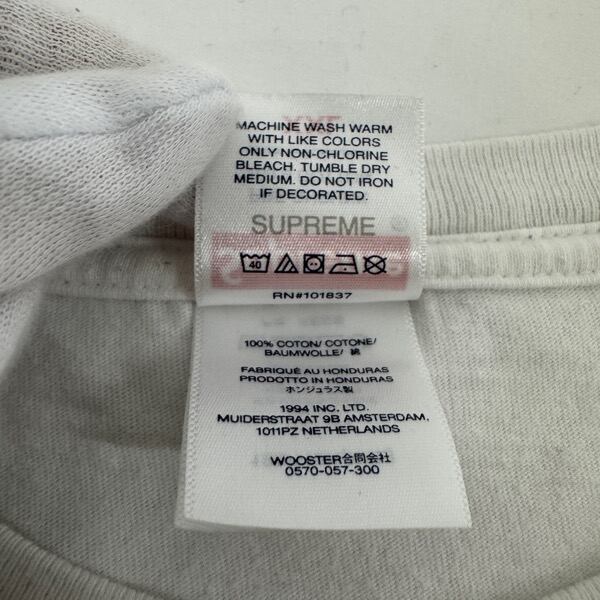 MACHINE WASH WARM
WITH LIKE COLORS
ONLY NON-CHLORINE
BLEACH. TUMBLE DRY
MEDIUM. DO NOT IRON
IF DECORATED.
SUPREME
40
RN#101837
100% COTON/ COTONE/
BAUMWOLLE/ 綿
FABRIQUÉ AU HONDURAS
PRODOTTO IN HONDURAS
ホンジュラス製
1994 INC. LTD.
MUIDERSTRAAT 9B AMSTERDAM,
1011PZ NETHERLANDS
WOOSTER合同会社
0570-057-300